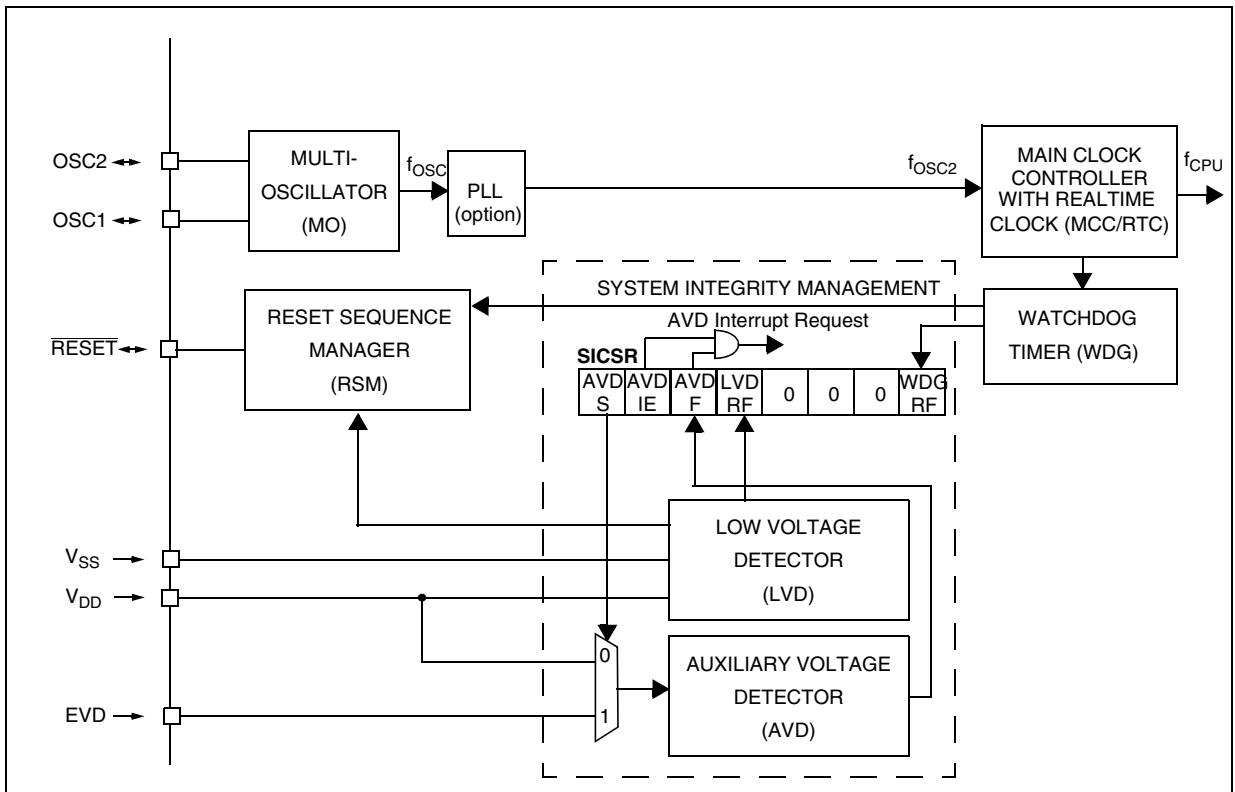 OSC2
OSC1
MULTI-
OSCILLATOR
(MO)
fOSC
PLL
(option)
fOSC2
MAIN CLOCK
CONTROLLER
WITH REALTIME
CLOCK (MCC/RTC)
fCPU
SYSTEM INTEGRITY MANAGEMENT
RESET
RESET SEQUENCE
MANAGER
(RSM)
AVD Interrupt Request
WATCHDOG
TIMER (WDG)
SICSR
AVD AVD AVD LVD 0 0 0 WDG
S IE F RF RF
LOW VOLTAGE
DETECTOR
(LVD)
VSS
VDD
0
1
AUXILIARY VOLTAGE
DETECTOR
(AVD)
EVD